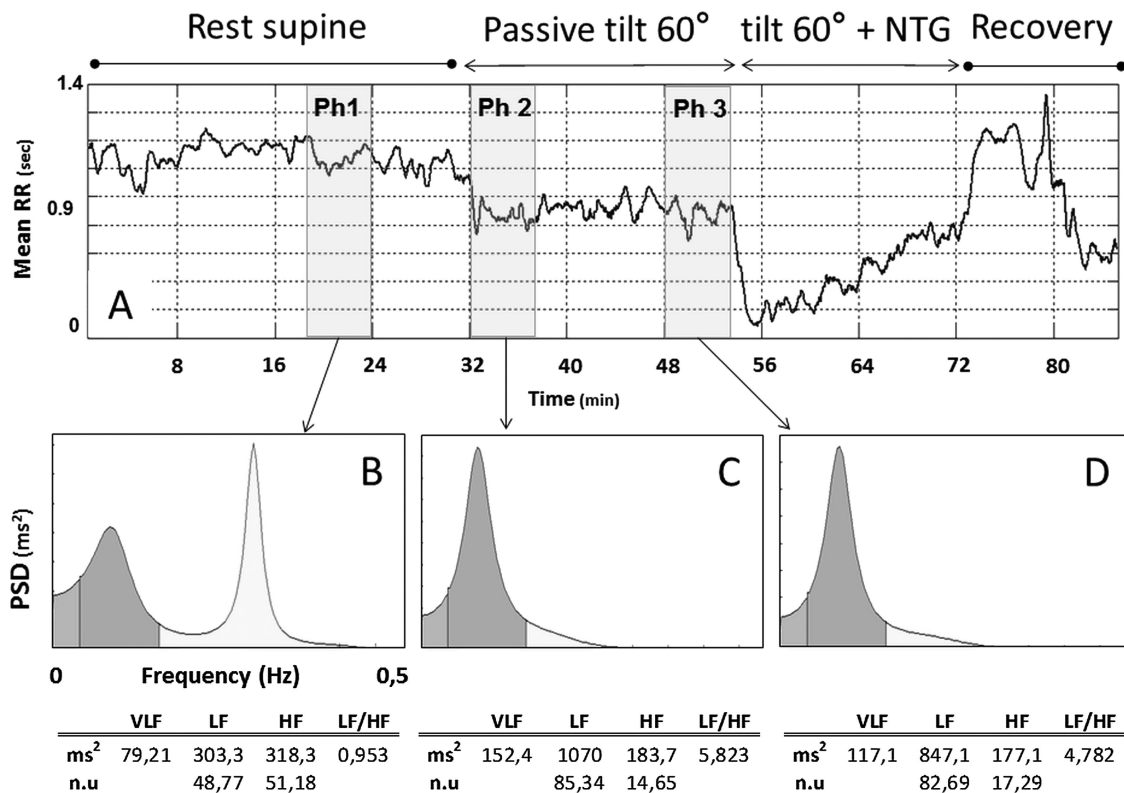 Rest supine Passive tilt 60° tilt 60° + NTG Recovery
1.4
Ph1 Ph 2 Ph 3
Mean RR (sec)
0.9
A
0
8 16 24 32 40 48 56 64 72 80
Time (min)
B C D
PSD (ms²)
0 Frequency (Hz) 0,5
VLF LF HF LF/HF VLF LF HF LF/HF VLF LF HF LF/HF
ms² 79,21 303,3 318,3 0,953 ms² 152,4 1070 183,7 5,823 ms² 117,1 847,1 177,1 4,782
n.u 48,77 51,18 n.u 85,34 14,65 n.u 82,69 17,29